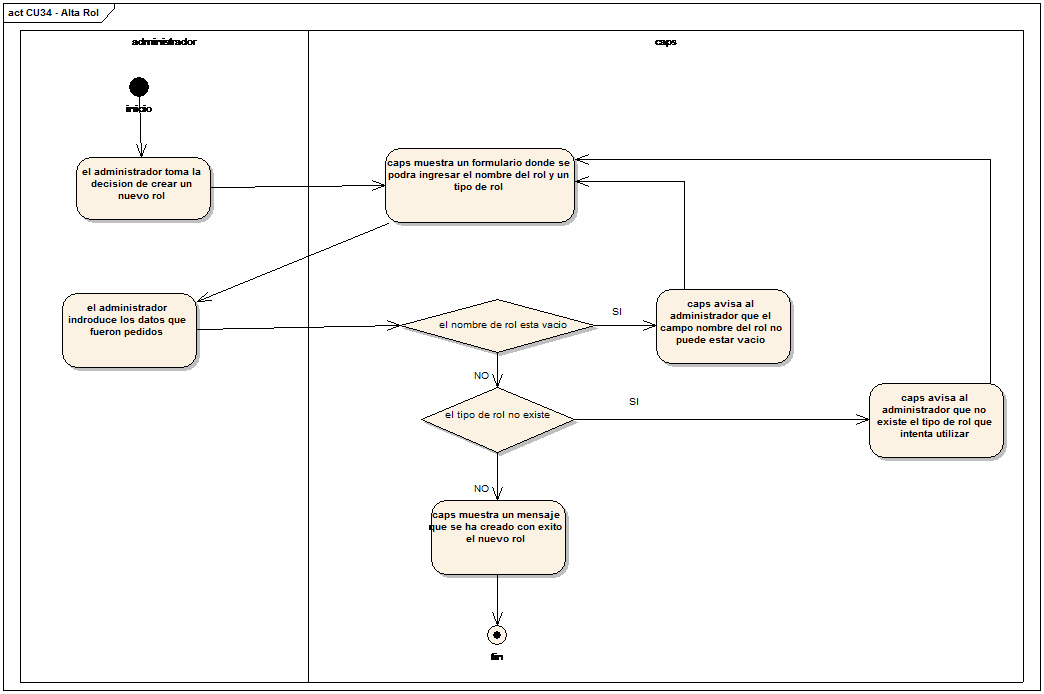 act CU34 - Alta Rol
administrador
caps
inicio
el administrador toma la
decision de crear un
nuevo rol
caps muestra un formulario donde se
podra ingresar el nombre del rol y un
tipo de rol
el administrador
indroduce los datos que
fueron pedidos
el nombre de rol esta vacio
SI
caps avisa al
administrador que el
campo nombre del rol no
puede estar vacio
NO
el tipo de rol no existe
SI
caps avisa al
administrador que no
existe el tipo de rol que
intenta utilizar
NO
caps muestra un mensaje
que se ha creado con exito
el nuevo rol
fin